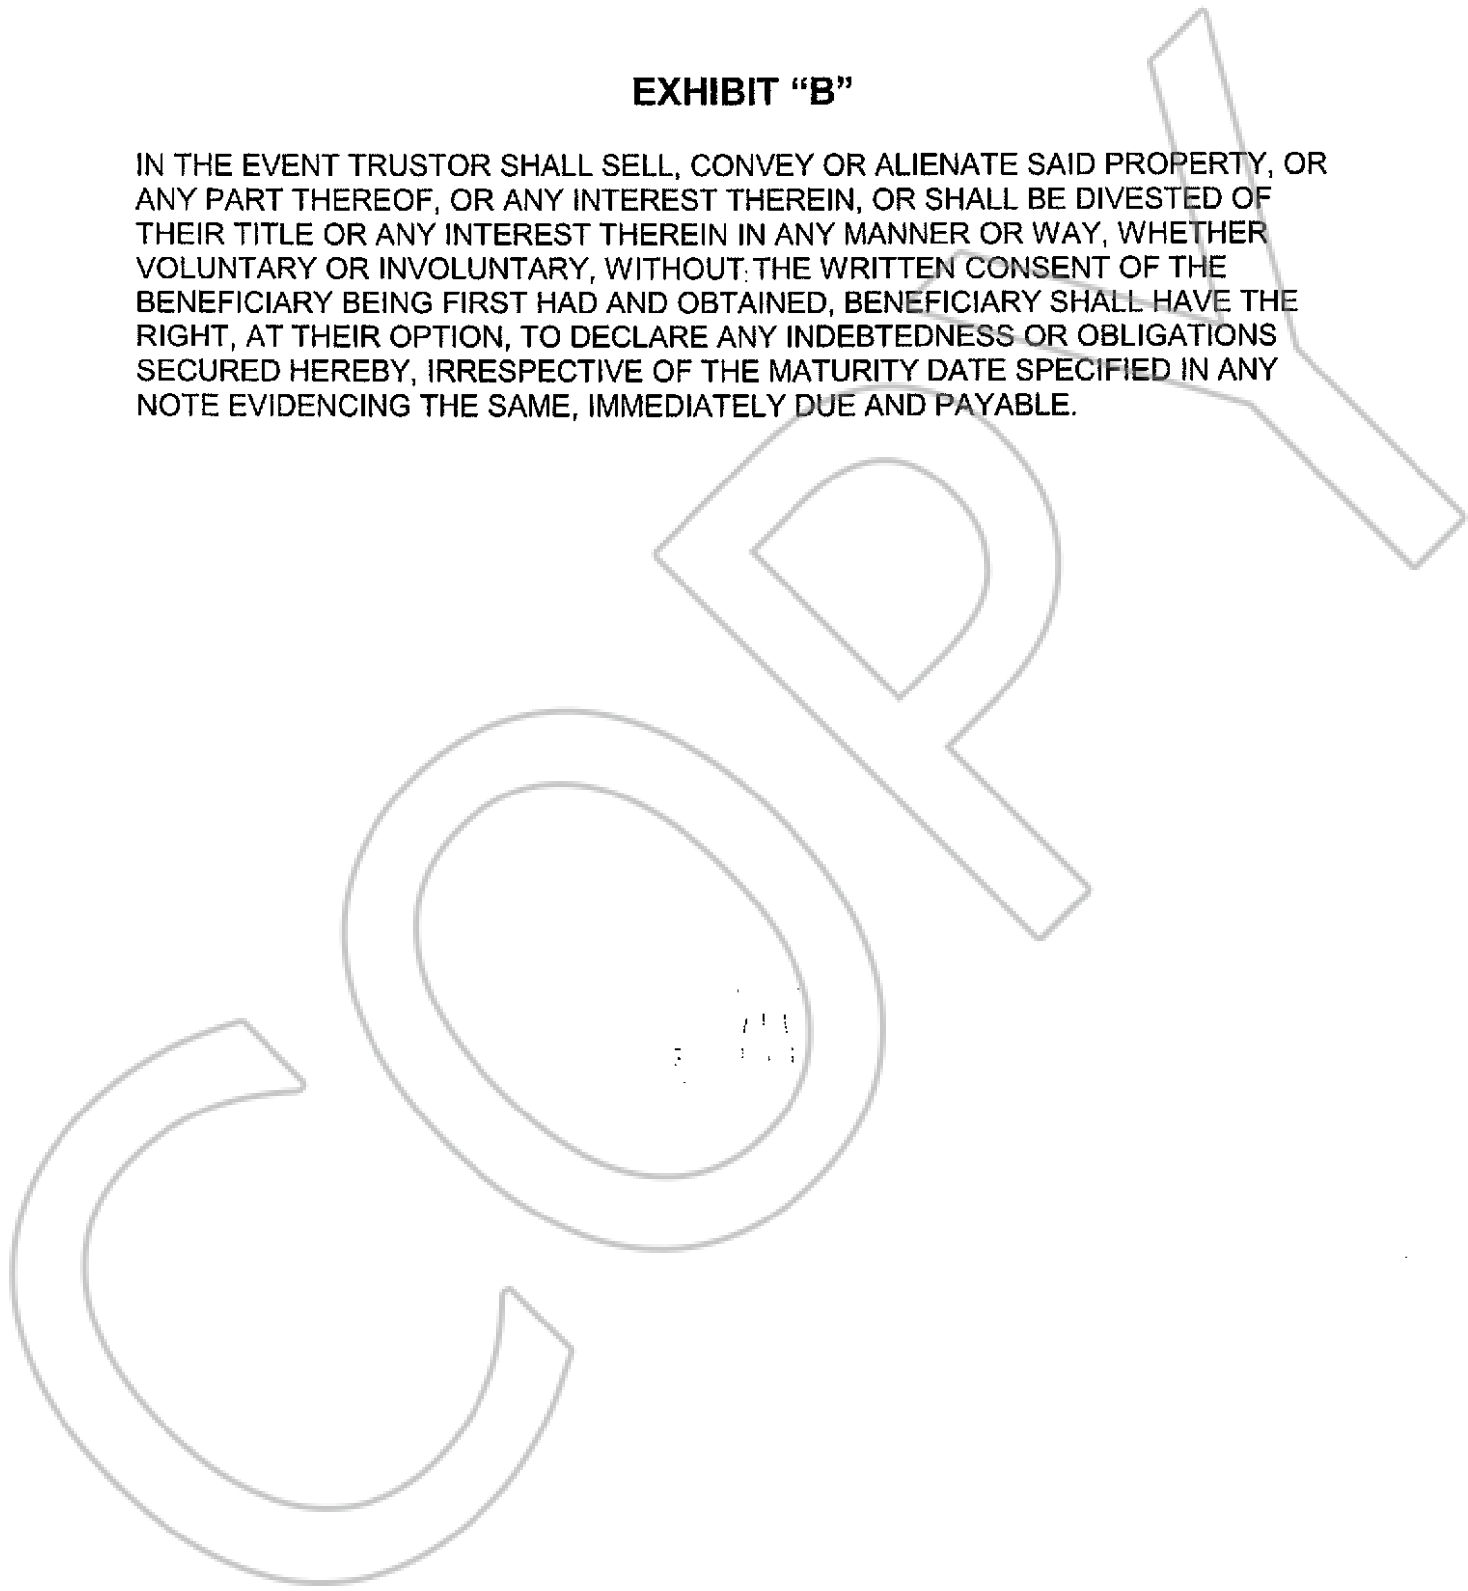 EXHIBIT “B”
IN THE EVENT TRUSTOR SHALL SELL, CONVEY OR ALIENATE SAID PROPERTY, OR
ANY PART THEREOF, OR ANY INTEREST THEREIN, OR SHALL BE DIVESTED OF
THEIR TITLE OR ANY INTEREST THEREIN IN ANY MANNER OR WAY, WHETHER
VOLUNTARY OR INVOLUNTARY, WITHOUT THE WRITTEN CONSENT OF THE
BENEFICIARY BEING FIRST HAD AND OBTAINED, BENEFICIARY SHALL HAVE THE
RIGHT, AT THEIR OPTION, TO DECLARE ANY INDEBTEDNESS OR OBLIGATIONS
SECURED HEREBY, IRRESPECTIVE OF THE MATURITY DATE SPECIFIED IN ANY
NOTE EVIDENCING THE SAME, IMMEDIATELY DUE AND PAYABLE.
COPY